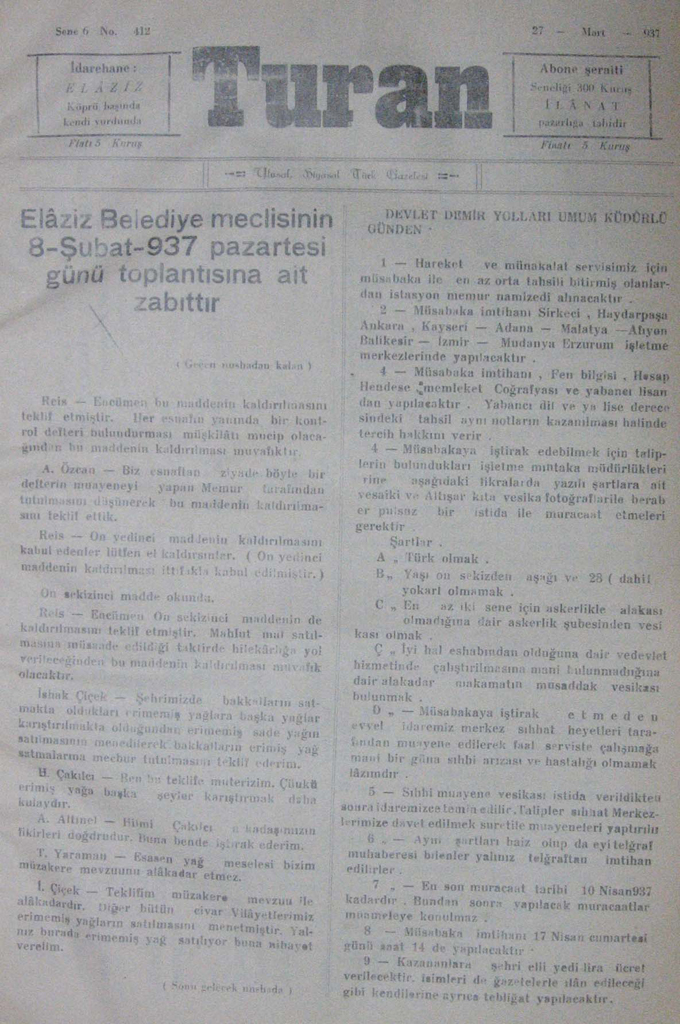 Sene 6 No. 412
27 — Mart — 937
İdarehane :
ELÂZİZ
Köprü başında
kendi yurdunda
Fiatı 5 Kuruş
Turan
Abone şeraiti
Seneliği 300 Kuruş
İLÂNAT
pazarlığa tabidir
Fiatı 5 Kuruş
Ulusal, Siyasal Türk Gazetesi
Elâziz Belediye meclisinin
8-Şubat-937 pazartesi
günü toplantısına ait
zabıttır
( Geçen nushadan kalan )
Reis — Encümen bu maddenin kaldırılmasını
teklif etmiştir. Her esnafın yanında bir kont-
rol defteri bulundurması müşkilâtı mucip olaca-
ğından bu maddenin kaldırılması muvafıktır.
A. Özcan — Biz esnaftan ziyade böyle bir
defterin muayeneyi yapan Memur tarafından
tutulmasını düşünerek bu maddenin kaldırılma-
sını teklif ettik.
Reis — On yedinci maddenin kaldırılmasını
kabul edenler lütfen el kaldırsınlar. ( On yedinci
maddenin kaldırılması ittifakla kabul edilmiştir. )
On sekizinci madde okundu.
Reis — Encümen On sekizinci maddenin de
kaldırılmasını teklif etmiştir. Mahlut mal satıl-
masına müsaade edildiği taktirde hilekârlığa yol
verileceğinden bu maddenin kaldırılması muvafık
olacaktır.
İshak Çiçek — Şehrimizde bakkalların sat-
makta oldukları erimemiş yağlara başka yağlar
karıştırılmakta olduğundan erimemiş sade yağın
satılmasının menedilerek bakkalların erimiş yağ
satmalarına mecbur tutulmasını teklif ederim.
H. Çakılcı — Ben bu teklife muterizim. Çünkü
erimiş yağa başka şeyler karıştırmak daha
kolaydır.
A. Altinel — Hilmi Çakılcı arkadaşımızın
fikirleri doğrudur. Buna bende iştirak ederim.
T. Yaraman — Esasen yağ meselesi bizim
müzakere mevzuunu alâkadar etmez.
İ. Çiçek — Teklifim müzakere mevzuu ile
alâkadardır. Diğer bütün civar Vilâyetlerimiz
erimemiş yağların satılmasını menetmiştir. Yal-
nız burada erimemiş yağ satılıyor buna nihayet
verelim.
( Sonu gelecek nushada )
DEVLET DEMİR YOLLARI UMUM KÜDÜRLÜ
GÜNDEN
1 — Hareket ve münakalat servisimiz için
müsabaka ile en az orta tahsili bitirmiş olanlar-
dan istasyon memur namizedi alınacaktır .
2 — Müsabaka imtihanı Sirkeci , Haydarpaşa
Ankara , Kayseri — Adana — Malatya — Afyon
Balikesir — İzmir — Mudanya Erzurum işletme
merkezlerinde yapılacaktır .
4 — Müsabaka imtihanı , Fen bilgisi , Hesap
Hendese , memleket Coğrafyası ve yabancı lisan
dan yapılacaktır . Yabancı dil ve ya lise derece
sindeki tahsil aynı notların kazanılması halinde
tercih hakkını verir .
4 — Müsabakaya iştirak edebilmek için talip-
lerin bulundukları işletme mıntaka müdürlükleri
rine aşağıdaki fikralarda yazılı şartlara ait
vesaiki ve Altışar kıta vesika fotoğraflarile berab
er pulsuz bir istida ile muracaat etmeleri
gerektir .
Şartlar .
A „ Türk olmak .
B „ Yaşı on sekizden aşağı ve 28 ( dahil
yokarı olmamak .
C „ En az iki sene için askerlikle alakası
olmadığına dair askerlik şubesinden vesi
kası olmak .
Ç „ İyi hal eshabından olduğuna dair vedevlet
hizmetinde çalıştırılmasına mani bulunmadığına
dair alakadar makamatın musaddak vesikası
bulunmak .
D „ — Müsabakaya iştirak etmeden
evvel idaremiz merkez sıhhat heyetleri tara-
fından muayene edilerek faal serviste çalışmağa
mani bir güna sıhhi arızası ve hastalığı olmamak
lâzımdır .
5 — Sıhhi muayene vesikası istida verildikten
sonra idaremizce temin edilir. Talipler sıhhat Merkez-
lerimize davet edilmek suretile muayeneleri yaptırılır
6 „ — Aynı şartları haiz olup da eyi telğraf
muhaberesi bilenler yalınız telğraftan imtihan
edilirler .
7 „ — En son muracaat tarihi 10 Nisan937
kadardır . Bundan sonra yapılacak muracaatlar
muameleye konulmaz .
8 — Müsabaka imtihanı 17 Nisan cumartesi
günü saat 14 de yapılacaktır .
9 — Kazananlara şehri elli yedi lira ücret
verilecektir. isimleri de gazetelerle ilân edileceği
gibi kendilerine ayrıca tebliğat yapılacaktır.